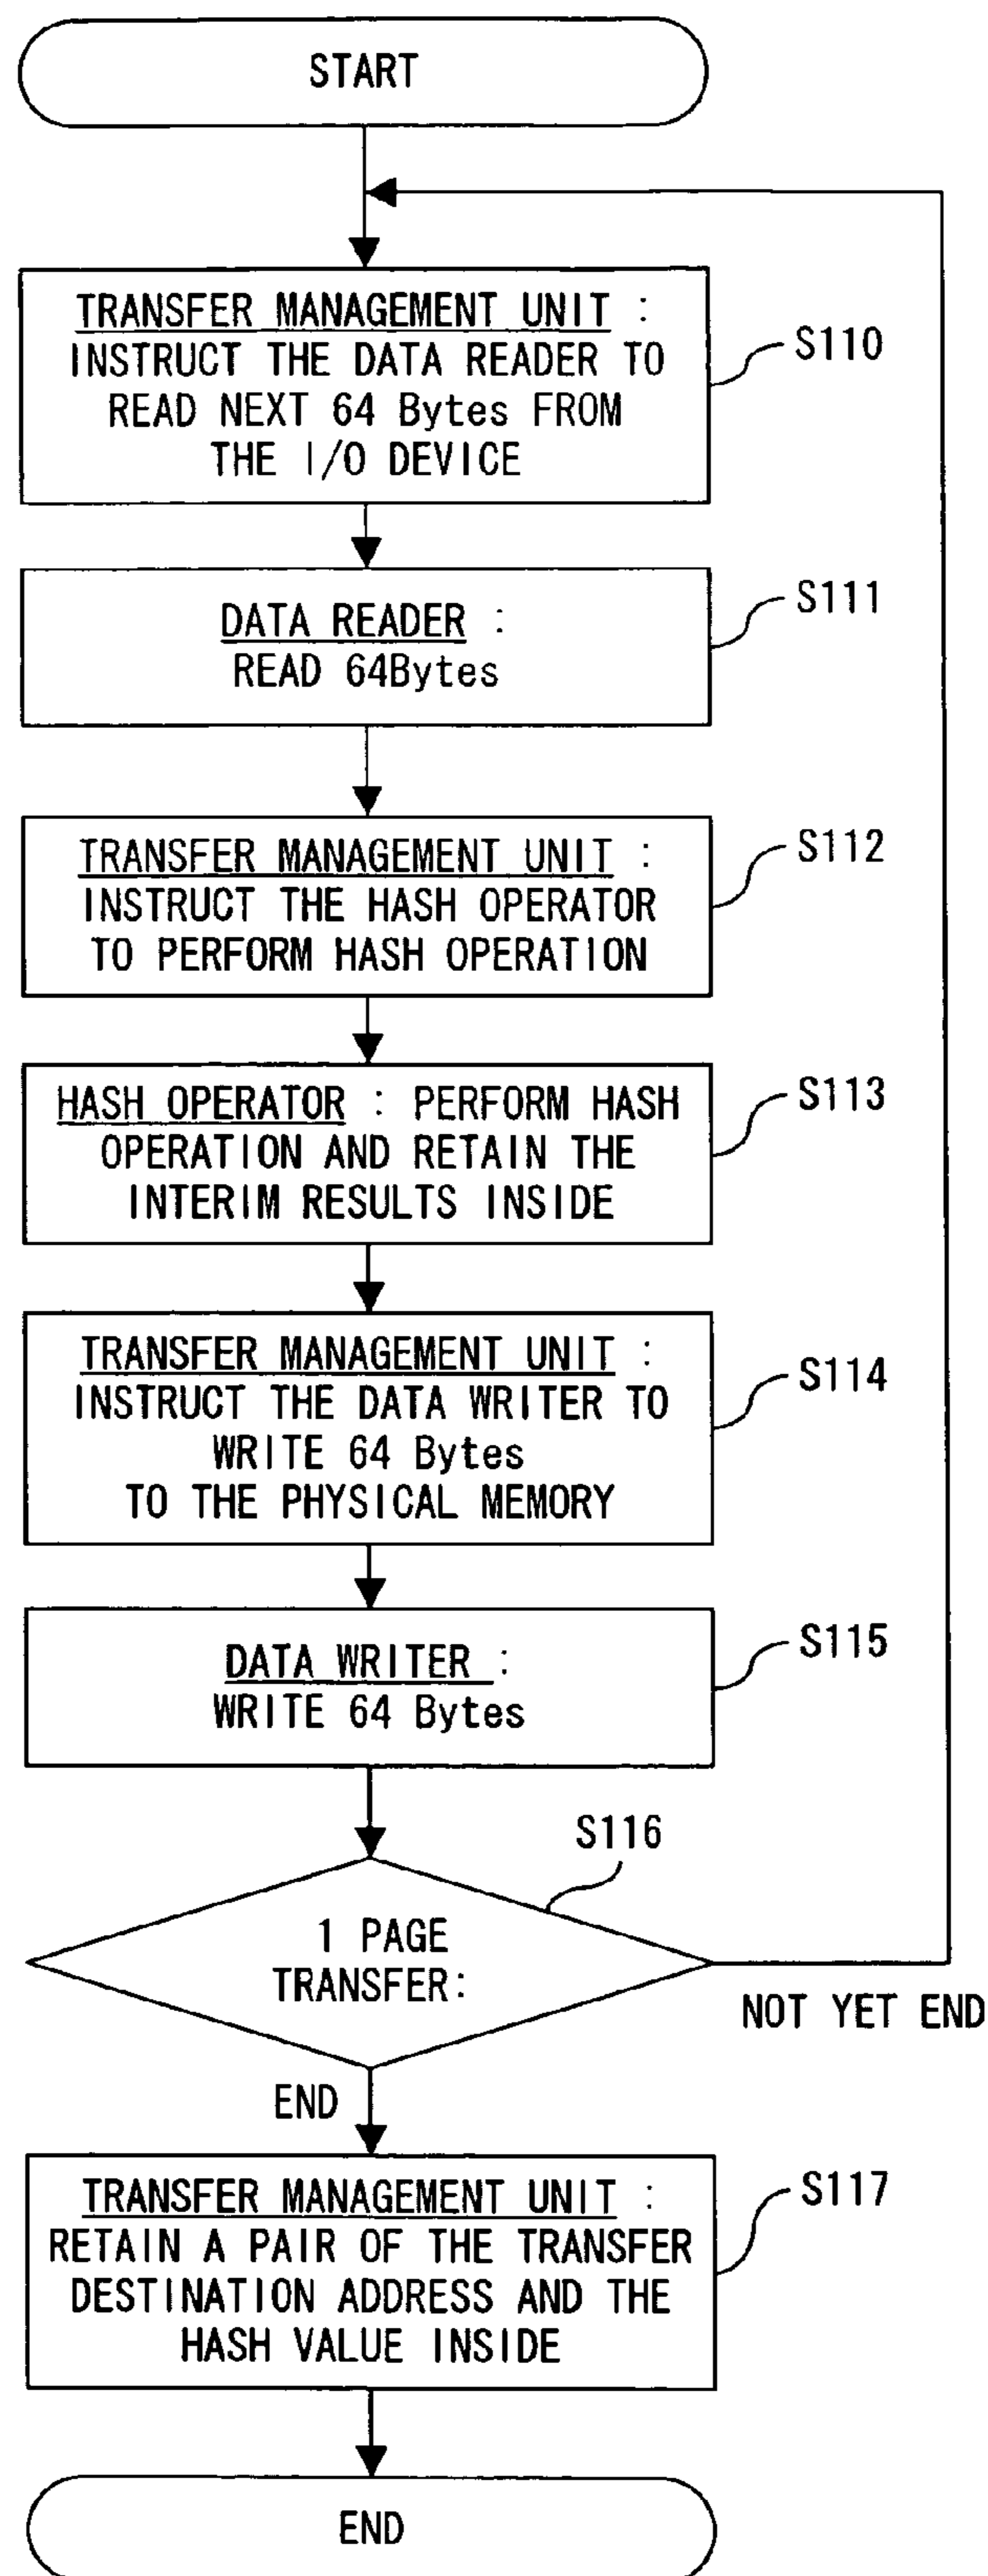 START
TRANSFER MANAGEMENT UNIT :
INSTRUCT THE DATA READER TO
READ NEXT 64 Bytes FROM
THE I/O DEVICE
S110
DATA READER :
READ 64Bytes
S111
TRANSFER MANAGEMENT UNIT :
INSTRUCT THE HASH OPERATOR
TO PERFORM HASH OPERATION
S112
HASH OPERATOR : PERFORM HASH
OPERATION AND RETAIN THE
INTERIM RESULTS INSIDE
S113
TRANSFER MANAGEMENT UNIT :
INSTRUCT THE DATA WRITER TO
WRITE 64 Bytes
TO THE PHYSICAL MEMORY
S114
DATA WRITER :
WRITE 64 Bytes
S115
S116
1 PAGE
TRANSFER:
NOT YET END
END
TRANSFER MANAGEMENT UNIT :
RETAIN A PAIR OF THE TRANSFER
DESTINATION ADDRESS AND THE
HASH VALUE INSIDE
S117
END